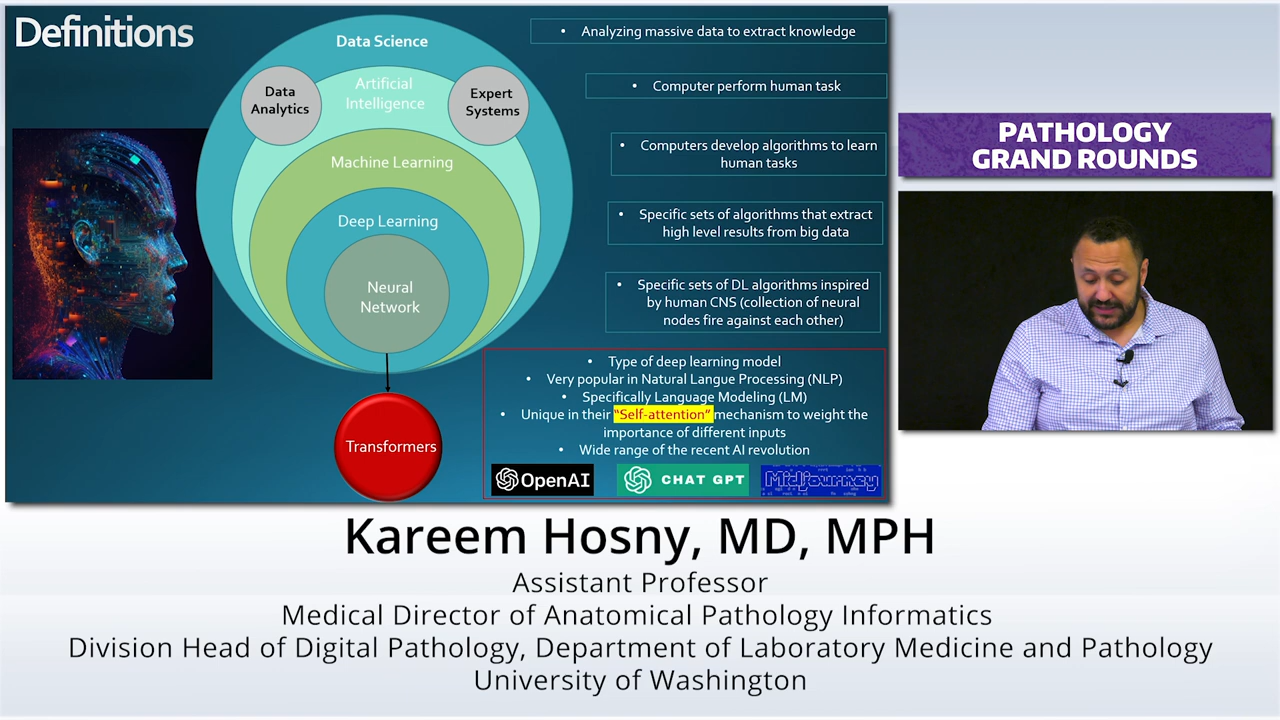 Definitions
Data Science
Data
Analytics
Artificial
Intelligence
Expert
Systems
Machine Learning
Deep Learning
Neural
Network
Transformers
• Analyzing massive data to extract knowledge
• Computer perform human task
• Computers develop algorithms to learn
human tasks
• Specific sets of algorithms that extract
high level results from big data
• Specific sets of DL algorithms inspired
by human CNS (collection of neural
nodes fire against each other)
• Type of deep learning model
• Very popular in Natural Langue Processing (NLP)
• Specifically Language Modeling (LM)
• Unique in their “Self-attention” mechanism to weight the
importance of different inputs
• Wide range of the recent AI revolution
OpenAI
CHAT GPT
Midjourney
PATHOLOGY
GRAND ROUNDS
Kareem Hosny, MD, MPH
Assistant Professor
Medical Director of Anatomical Pathology Informatics
Division Head of Digital Pathology, Department of Laboratory Medicine and Pathology
University of Washington